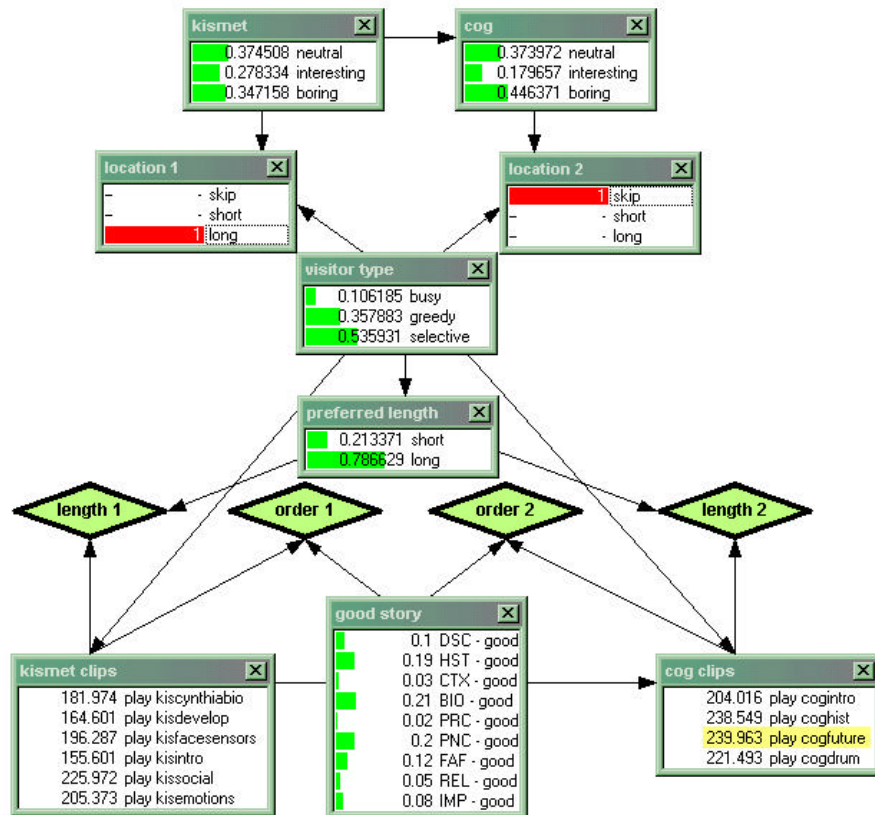 kismet
0.374508 neutral
0.278334 interesting
0.347158 boring
cog
0.373972 neutral
0.179657 interesting
0.446371 boring
location 1
- - skip
- - short
1 long
location 2
1 skip
- - short
- - long
visitor type
0.106185 busy
0.357883 greedy
0.535931 selective
preferred length
0.213371 short
0.786629 long
length 1
order 1
order 2
length 2
kismet clips
181.974 play kiscynthiabio
164.601 play kisdevelop
196.287 play kisfacesensors
155.601 play kisintro
225.972 play kissocial
205.373 play kisemotions
good story
0.1 DSC - good
0.19 HST - good
0.03 CTX - good
0.21 BIO - good
0.02 PRC - good
0.2 PNC - good
0.12 FAF - good
0.05 REL - good
0.08 IMP - good
cog clips
204.016 play cogintro
238.549 play coghist
239.963 play cogfuture
221.493 play cogdrum